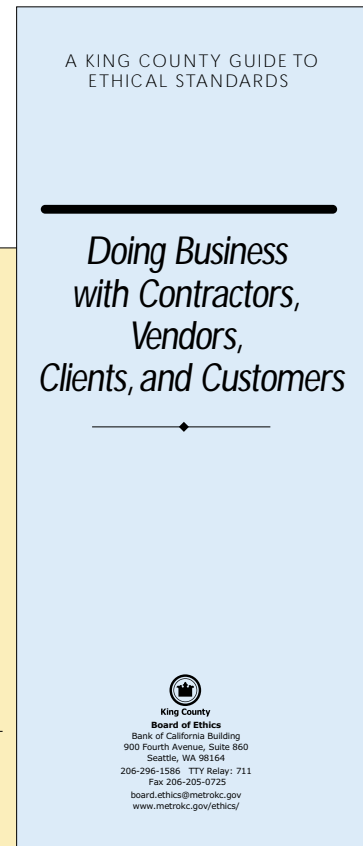 A KING COUNTY GUIDE TO
ETHICAL STANDARDS
Doing Business
with Contractors,
Vendors,
Clients, and Customers
King County
Board of Ethics
Bank of California Building
900 Fourth Avenue, Suite 860
Seattle, WA 98164
206-296-1586 TTY Relay: 711
Fax 206-205-0725
board.ethics@metrokc.gov
www.metrokc.gov/ethics/